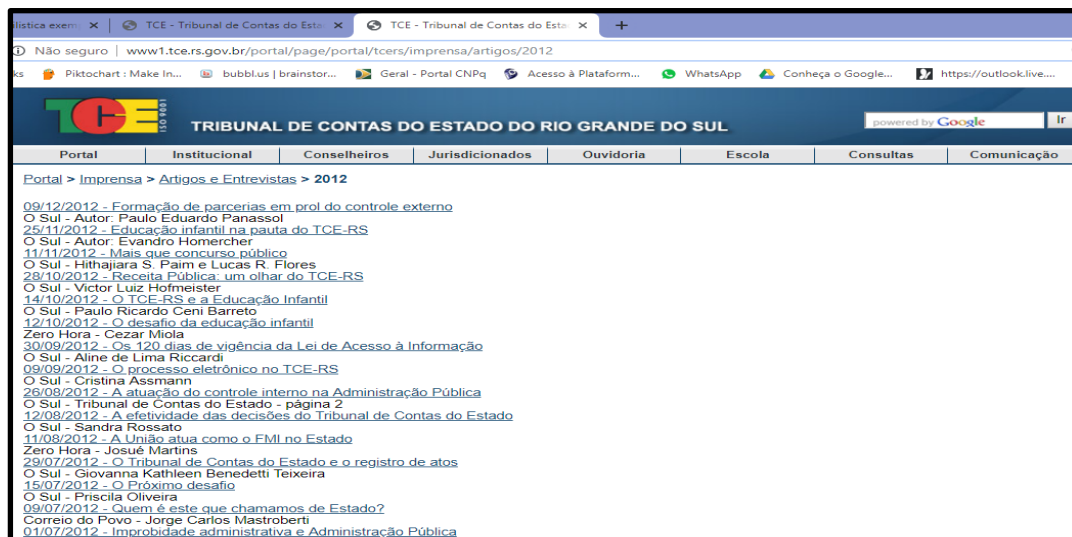 ilistica exem
TCE - Tribunal de Contas do Esta
TCE - Tribunal de Contas do Esta
Não seguro | www1.tce.rs.gov.br/portal/page/portal/tcers/imprensa/artigos/2012
ks Piktochart : Make In... bubbl.us | brainstor... Geral - Portal CNPq Acesso à Plataform... WhatsApp Conheça o Google... https://outlook.live....
TCE ISO 9001
TRIBUNAL DE CONTAS DO ESTADO DO RIO GRANDE DO SUL
powered by Google Ir
Portal Institucional Conselheiros Jurisdicionados Ouvidoria Escola Consultas Comunicação
Portal > Imprensa > Artigos e Entrevistas > 2012
09/12/2012 - Formação de parcerias em prol do controle externo
O Sul - Autor: Paulo Eduardo Panassol
25/11/2012 - Educação infantil na pauta do TCE-RS
O Sul - Autor: Evandro Homercher
11/11/2012 - Mais que concurso público
O Sul - Hithajiara S. Paim e Lucas R. Flores
28/10/2012 - Receita Pública: um olhar do TCE-RS
O Sul - Victor Luiz Hofmeister
14/10/2012 - O TCE-RS e a Educação Infantil
O Sul - Paulo Ricardo Ceni Barreto
12/10/2012 - O desafio da educação infantil
Zero Hora - Cezar Miola
30/09/2012 - Os 120 dias de vigência da Lei de Acesso à Informação
O Sul - Aline de Lima Riccardi
09/09/2012 - O processo eletrônico no TCE-RS
O Sul - Cristina Assmann
26/08/2012 - A atuação do controle interno na Administração Pública
O Sul - Tribunal de Contas do Estado - página 2
12/08/2012 - A efetividade das decisões do Tribunal de Contas do Estado
O Sul - Sandra Rossato
11/08/2012 - A União atua como o FMI no Estado
Zero Hora - Josué Martins
29/07/2012 - O Tribunal de Contas do Estado e o registro de atos
O Sul - Giovanna Kathleen Benedetti Teixeira
15/07/2012 - O Próximo desafio
O Sul - Priscila Oliveira
09/07/2012 - Quem é este que chamamos de Estado?
Correio do Povo - Jorge Carlos Mastroberti
01/07/2012 - Improbidade administrativa e Administração Pública